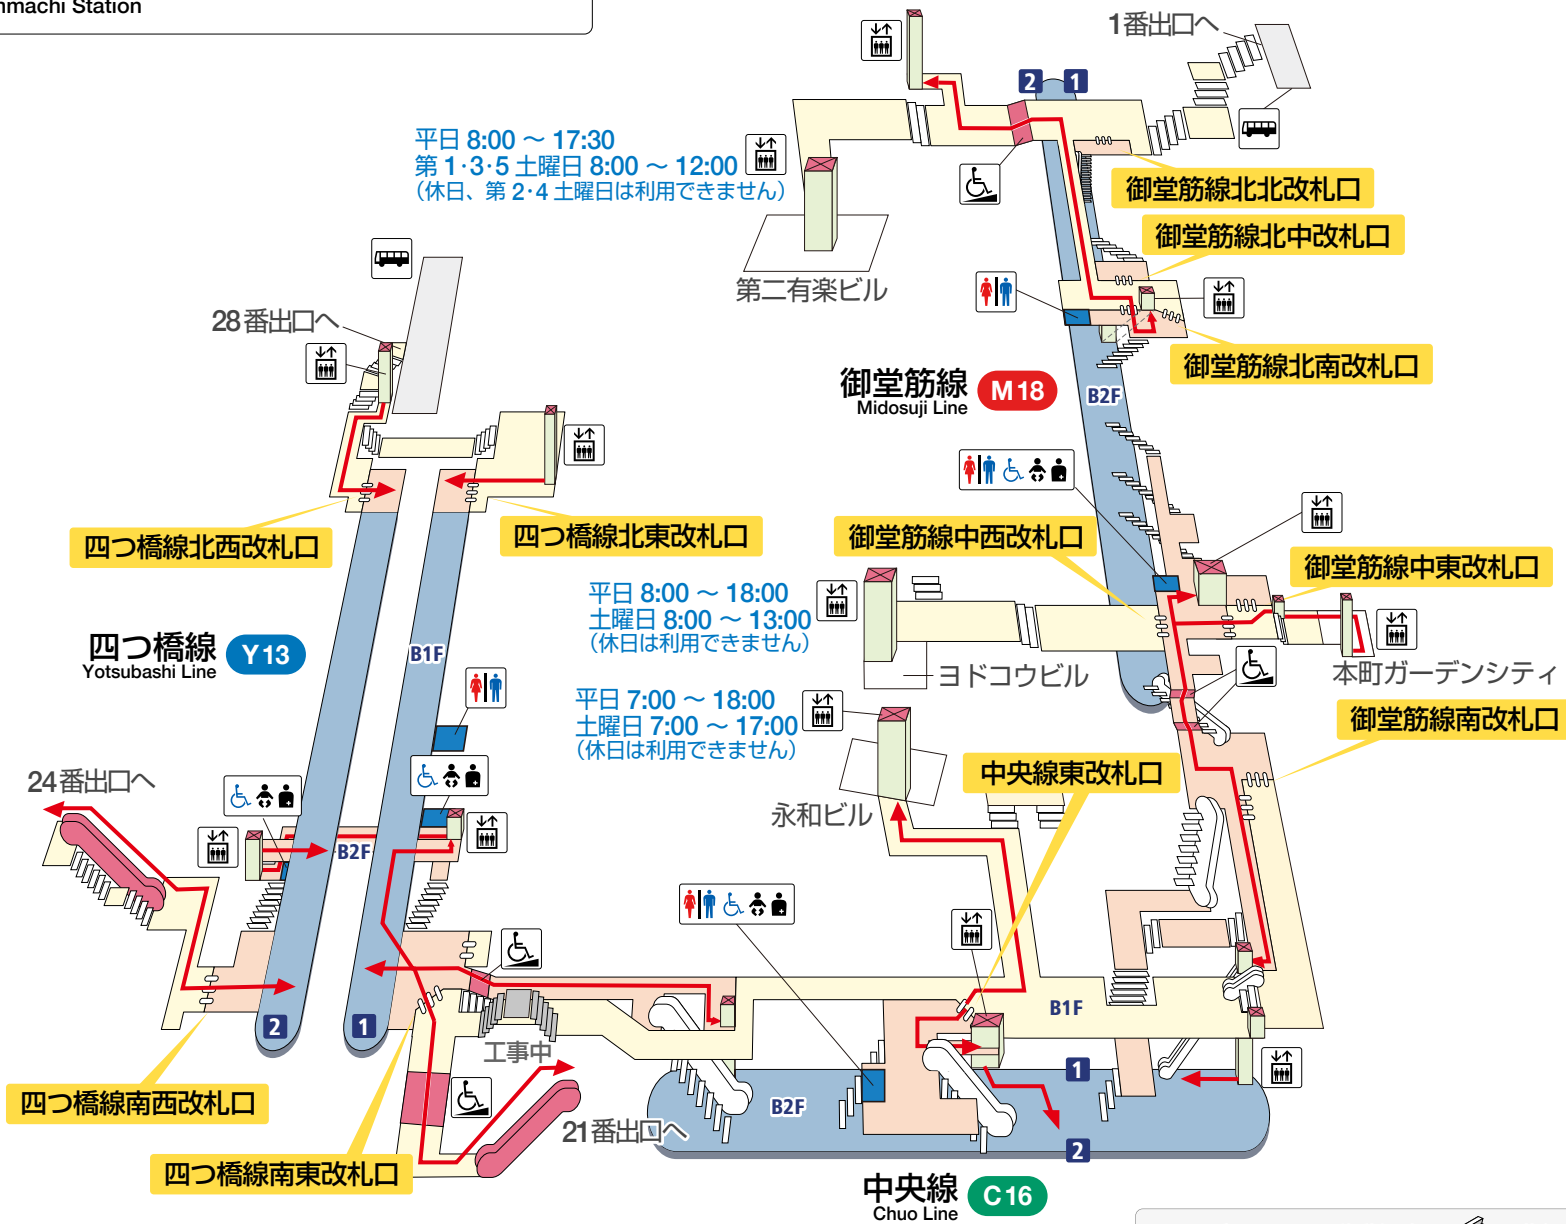 nmachi Station
1番出口へ
2
1
平日 8:00 ～ 17:30
第 1·3·5 土曜日 8:00 ～ 12:00
（休日、第 2·4 土曜日は利用できません）
御堂筋線北北改札口
御堂筋線北中改札口
第二有楽ビル
28番出口へ
御堂筋線北南改札口
御堂筋線
Midosuji Line
M18
B2F
四つ橋線北西改札口
四つ橋線北東改札口
御堂筋線中西改札口
御堂筋線中東改札口
平日 8:00 ～ 18:00
土曜日 8:00 ～ 13:00
（休日は利用できません）
四つ橋線
Yotsubashi Line
Y13
B1F
ヨドコウビル
本町ガーデンシティ
平日 7:00 ～ 18:00
土曜日 7:00 ～ 17:00
（休日は利用できません）
御堂筋線南改札口
中央線東改札口
24番出口へ
永和ビル
B2F
B1F
2
1
工事中
1
四つ橋線南西改札口
B2F
21番出口へ
2
四つ橋線南東改札口
中央線
Chuo Line
C16